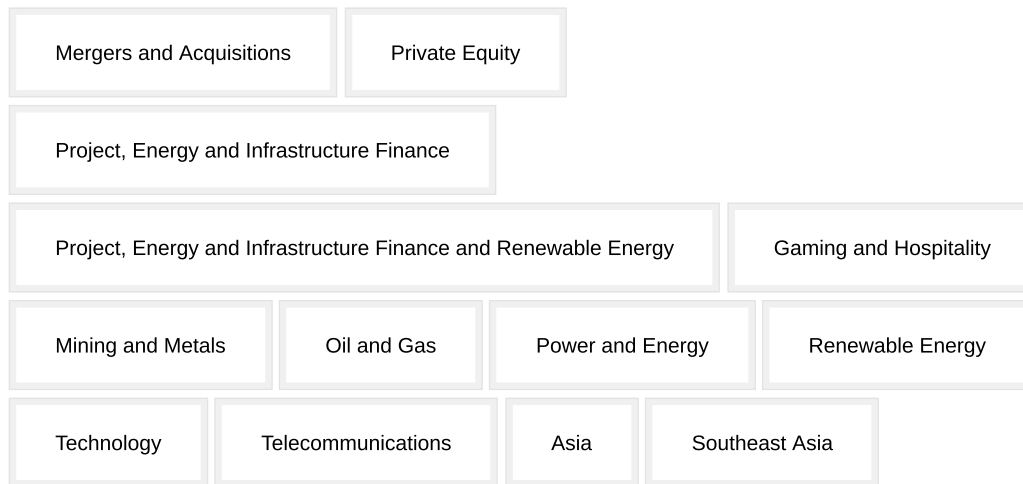 Mergers and Acquisitions Private Equity
Project, Energy and Infrastructure Finance
Project, Energy and Infrastructure Finance and Renewable Energy Gaming and Hospitality
Mining and Metals Oil and Gas Power and Energy Renewable Energy
Technology Telecommunications Asia Southeast Asia